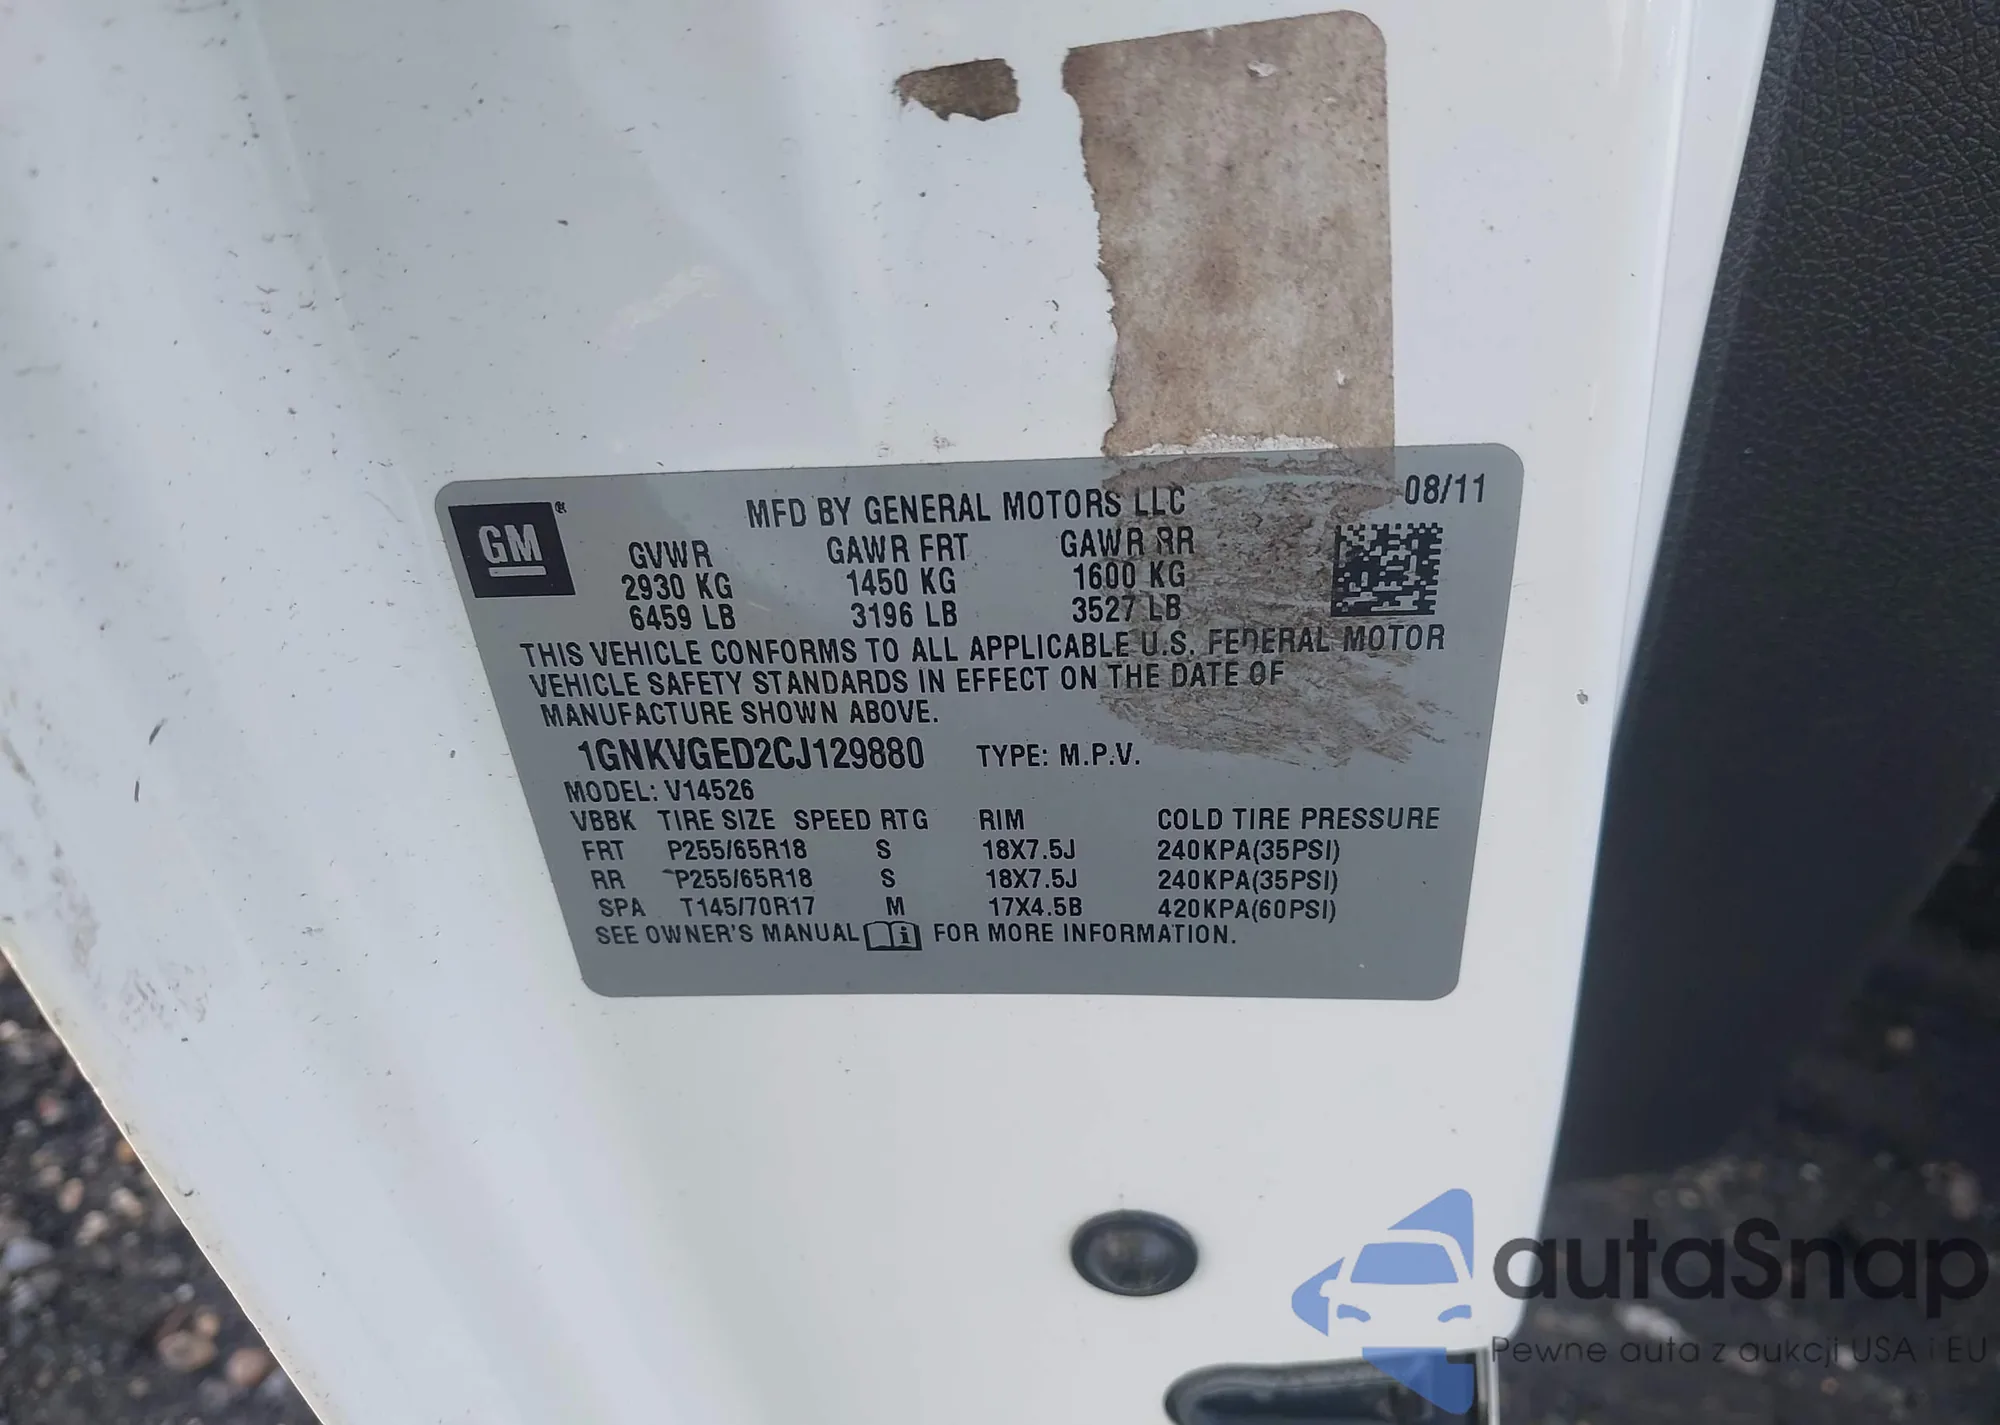 GM
MFD BY GENERAL MOTORS LLC 08/11
GVWR GAWR FRT GAWR RR
2930 KG 1450 KG 1600 KG
6459 LB 3196 LB 3527 LB
THIS VEHICLE CONFORMS TO ALL APPLICABLE U.S. FEDERAL MOTOR
VEHICLE SAFETY STANDARDS IN EFFECT ON THE DATE OF
MANUFACTURE SHOWN ABOVE.
1GNKVGED2CJ129880 TYPE: M.P.V.
MODEL: V14526
VBBK TIRE SIZE SPEED RTG RIM COLD TIRE PRESSURE
FRT P255/65R18 S 18X7.5J 240KPA(35PSI)
RR P255/65R18 S 18X7.5J 240KPA(35PSI)
SPA T145/70R17 M 17X4.5B 420KPA(60PSI)
SEE OWNER'S MANUAL i FOR MORE INFORMATION.
autaSnap
Pewne auta z aukcji USA i EU